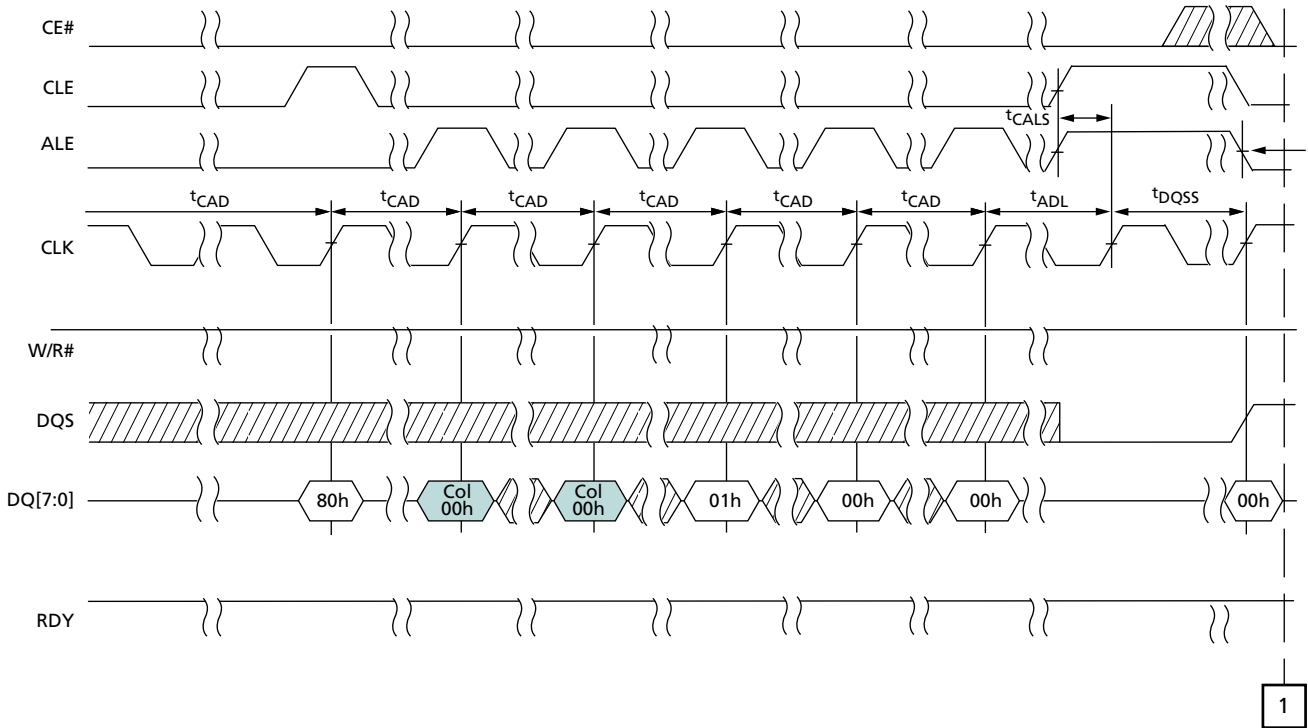 CE#
CLE
tCALS
ALE
tCAD tCAD tCAD tCAD tCAD tCAD tADL tDQSS
CLK
W/R#
DQS
DQ[7:0] 80h Col 00h Col 00h 01h 00h 00h 00h
RDY
1